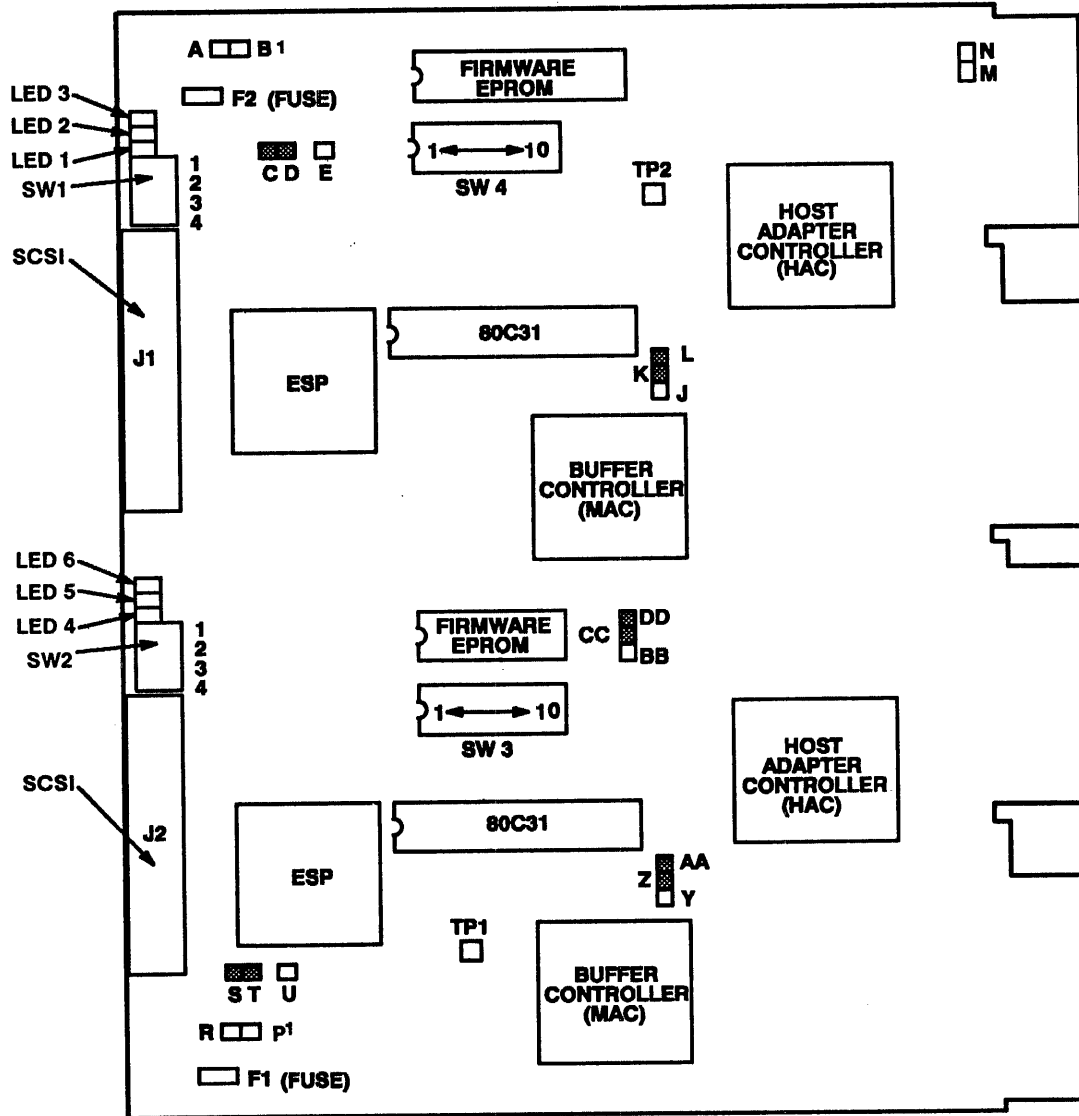 A B 1
N
M
FIRMWARE
EPROM
LED 3
F2 (FUSE)
LED 2
LED 1
1 10
C D E
SW 4
SW1
1
2
3
4
TP2
HOST
ADAPTER
CONTROLLER
(HAC)
SCSI
J1
80C31
ESP
L
K
J
BUFFER
CONTROLLER
(MAC)
LED 6
LED 5
LED 4
SW2
1
2
3
4
FIRMWARE
EPROM
DD
CC
BB
1 10
SW 3
HOST
ADAPTER
CONTROLLER
(HAC)
SCSI
J2
80C31
ESP
AA
Z
Y
TP1
BUFFER
CONTROLLER
(MAC)
S T U
R P1
F1 (FUSE)